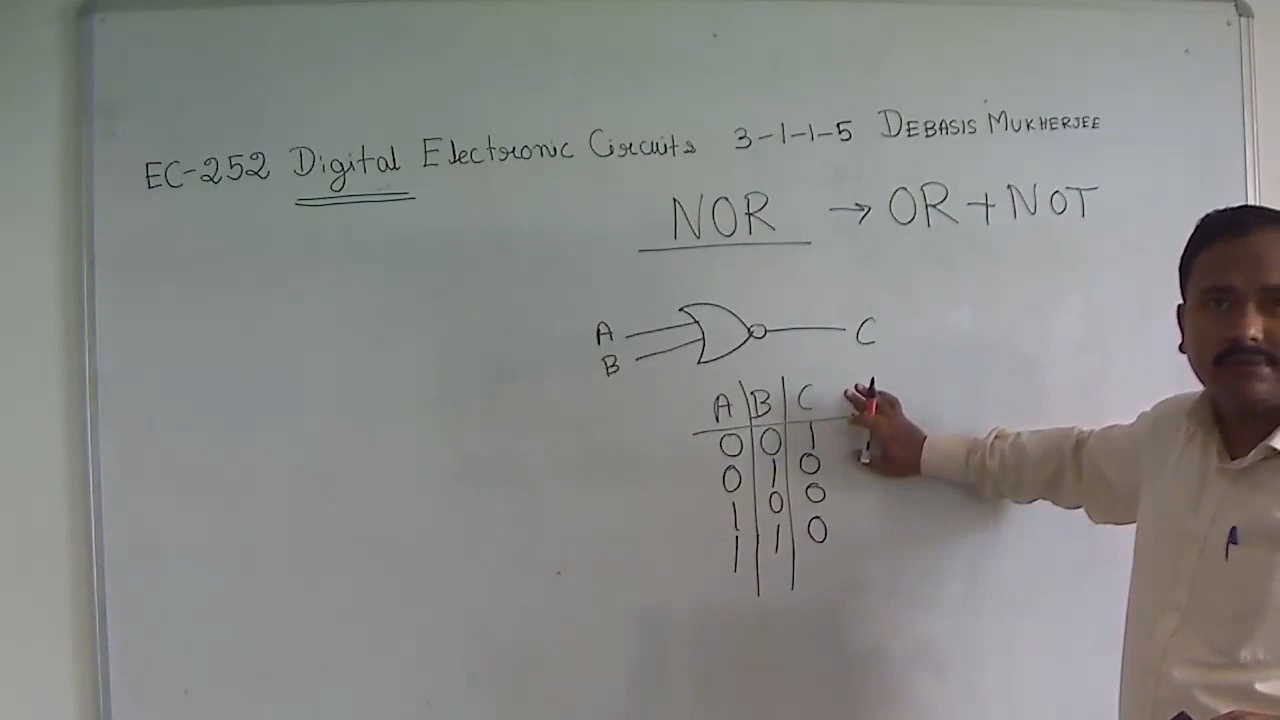 EC-252 Digital Electronic Circuits 3-1-1-5 DEBASIS MUKHERJEE
NOR → OR + NOT
A
B
C
A B C
0 0 1
0 1 0
1 0 0
1 1 0